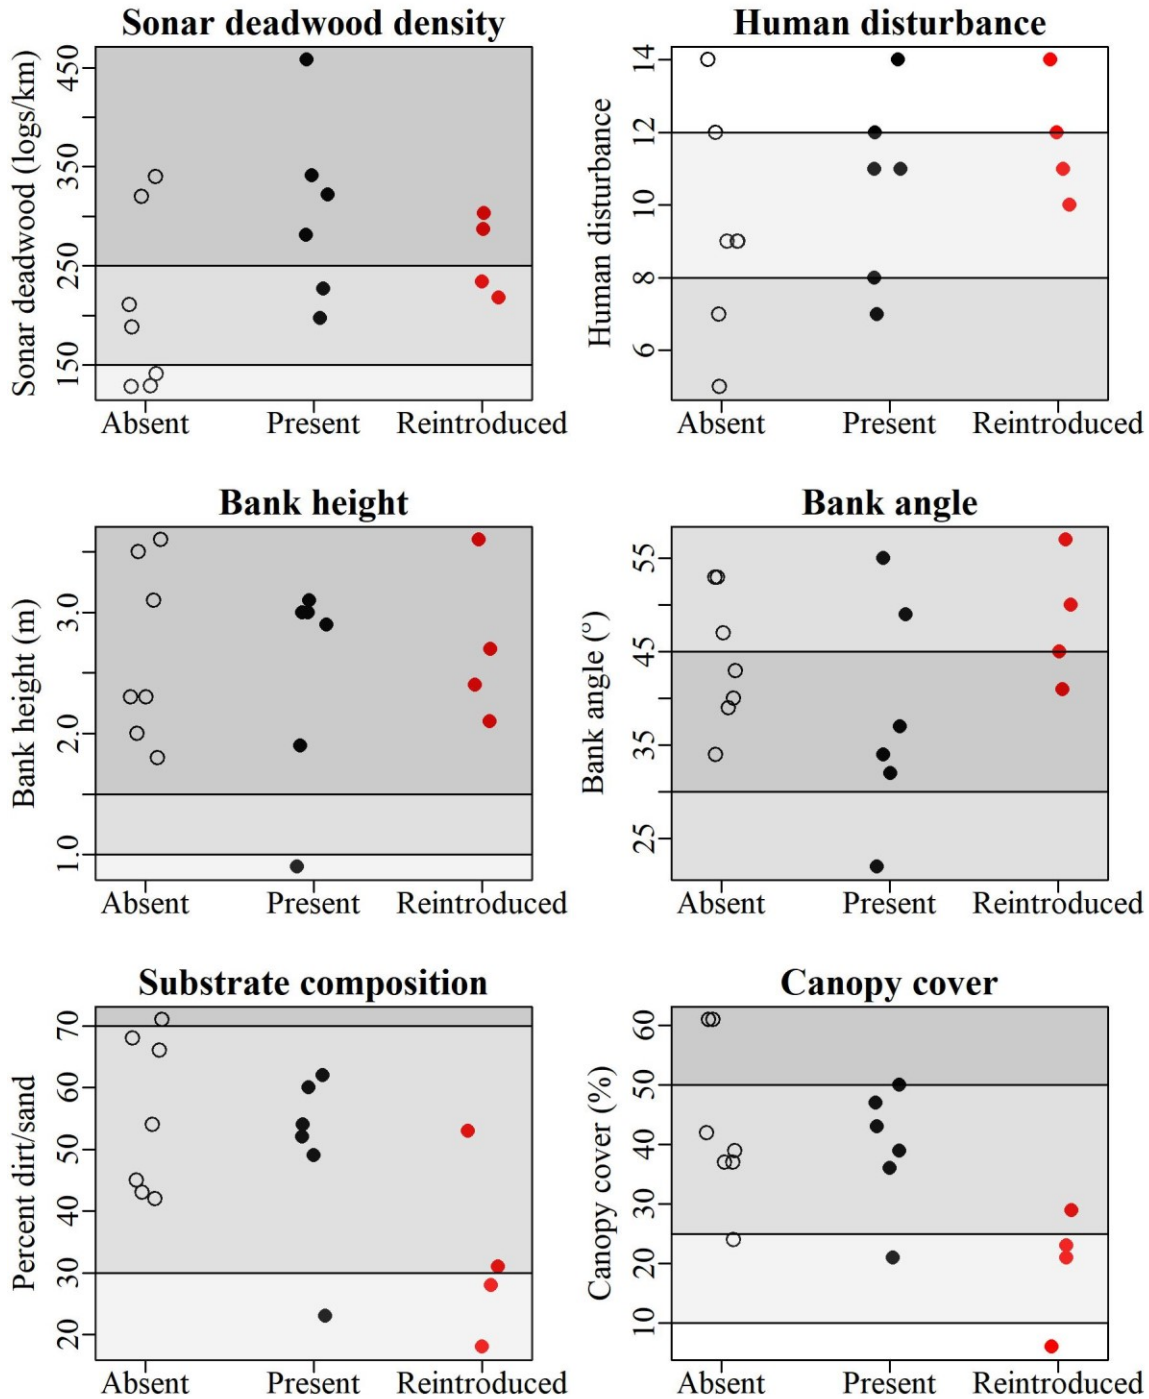 Sonar deadwood density
Sonar deadwood (logs/km)
450
350
250
150
Absent Present Reintroduced
Human disturbance
Human disturbance
14
12
10
8
6
Absent Present Reintroduced
Bank height
Bank height (m)
3.0
2.0
1.0
Absent Present Reintroduced
Bank angle
Bank angle (°)
55
45
35
25
Absent Present Reintroduced
Substrate composition
Percent dirt/sand
70
60
50
40
30
20
Absent Present Reintroduced
Canopy cover
Canopy cover (%)
60
50
40
30
20
10
Absent Present Reintroduced